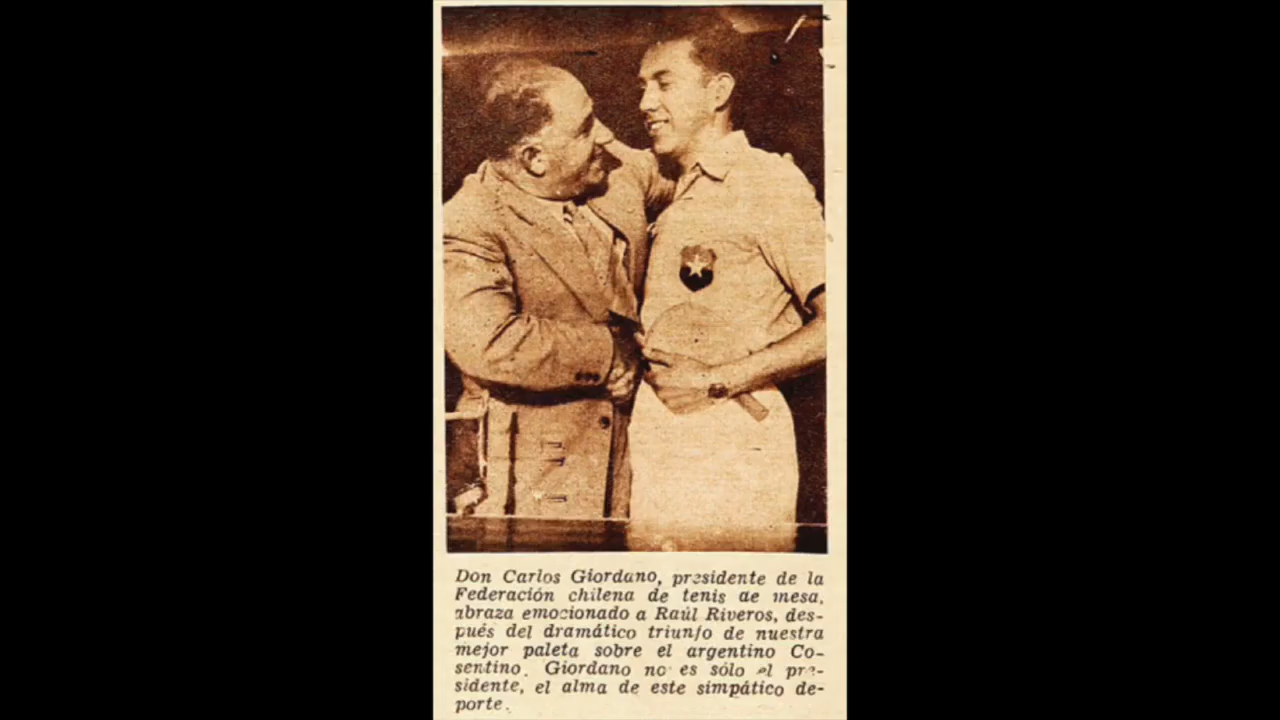 Don Carlos Giordano, presidente de la
Federación chilena de tenis de mesa,
abraza emocionado a Raúl Riveros, des-
pués del dramático triunfo de nuestra
mejor paleta sobre el argentino Co-
sentino. Giordano no es sólo el pre-
sidente, el alma de este simpático de-
porte.